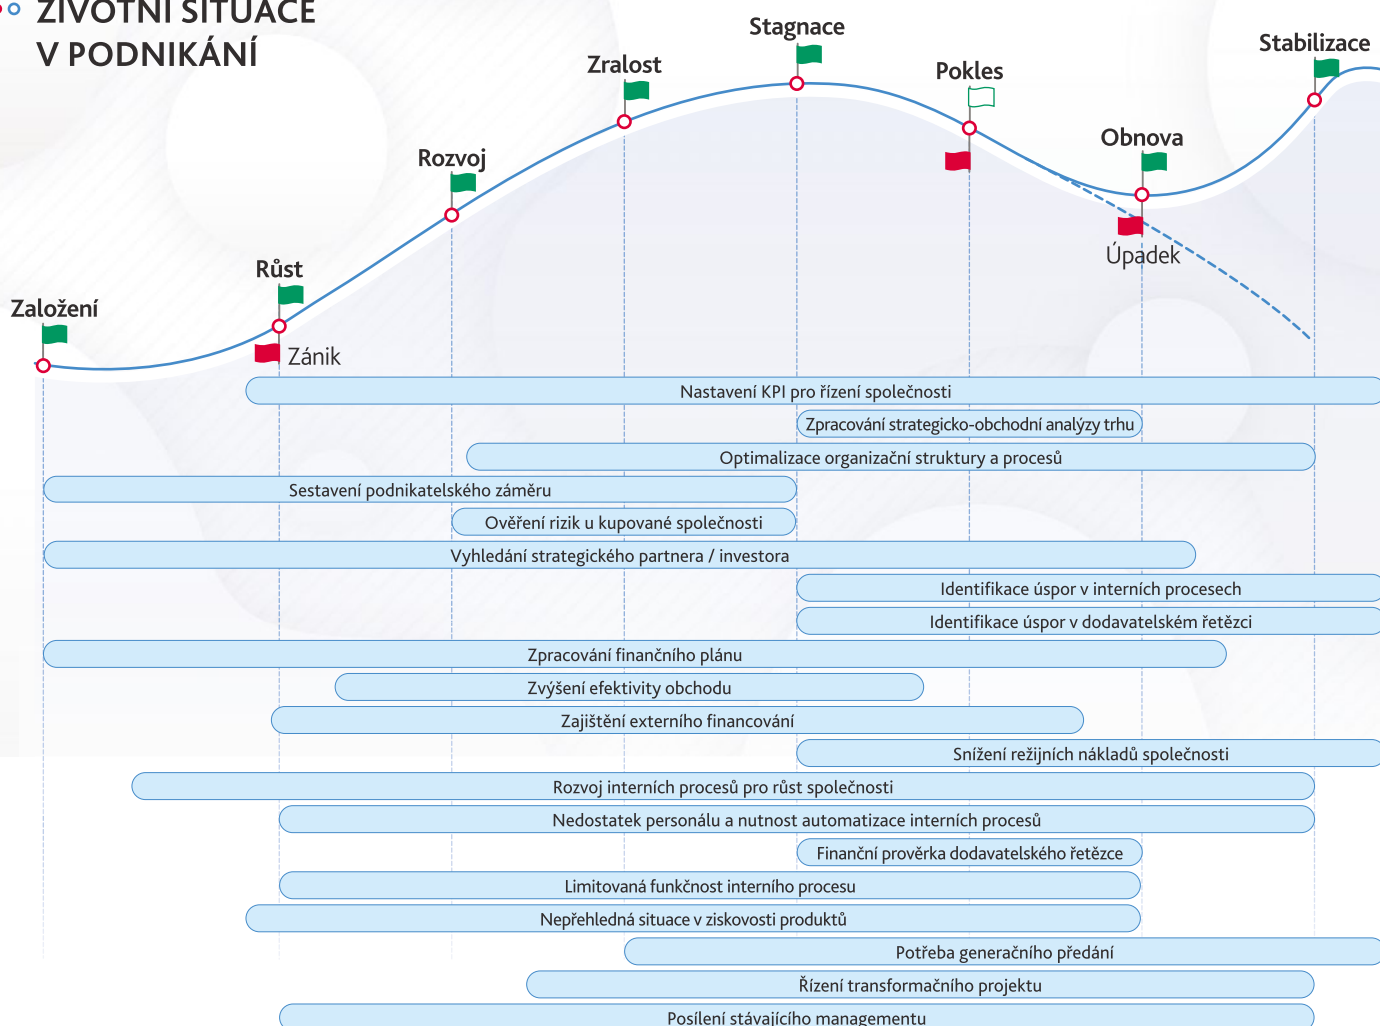 ŽIVOTNÍ SITUACE
V PODNIKÁNÍ
Založení
Růst
Zánik
Rozvoj
Zralost
Stagnace
Pokles
Obnova
Úpadek
Stabilizace
Nastavení KPI pro řízení společnosti
Zpracování strategicko-obchodní analýzy trhu
Optimalizace organizační struktury a procesů
Sestavení podnikatelského záměru
Ověření rizik u kupované společnosti
Vyhledání strategického partnera / investora
Identifikace úspor v interních procesech
Identifikace úspor v dodavatelském řetězci
Zpracování finančního plánu
Zvýšení efektivity obchodu
Zajištění externího financování
Snížení režijních nákladů společnosti
Rozvoj interních procesů pro růst společnosti
Nedostatek personálu a nutnost automatizace interních procesů
Finanční prověrka dodavatelského řetězce
Limitovaná funkčnost interního procesu
Nepřehledná situace v ziskovosti produktů
Potřeba generačního předání
Řízení transformačního projektu
Posílení stávajícího managementu